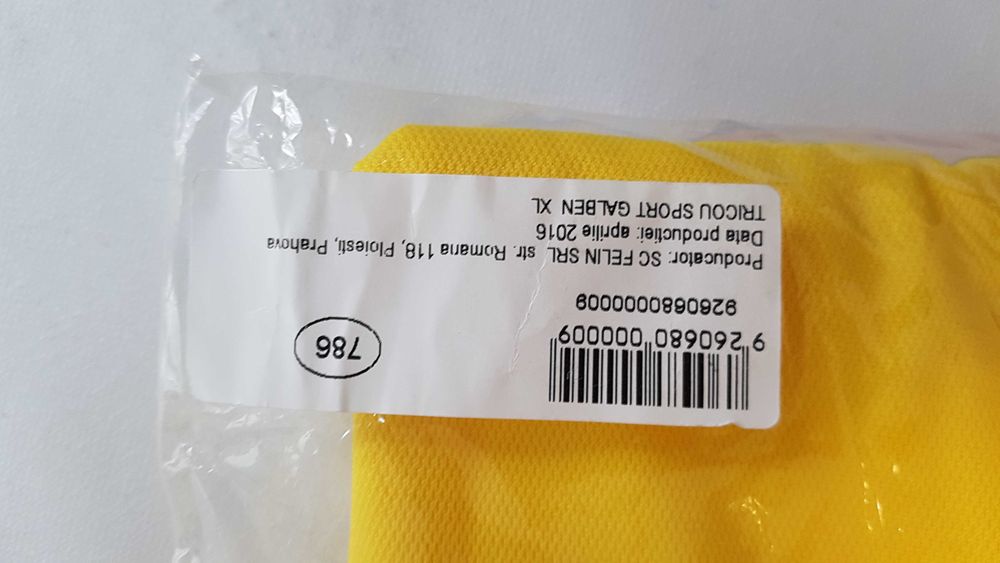 9 260680 000009
786
9260680000009
Producator: SC FELIN SRL str. Romana 118, Ploiesti, Prahova
Data productiei: aprilie 2016
TRICOU SPORT GALBEN XL